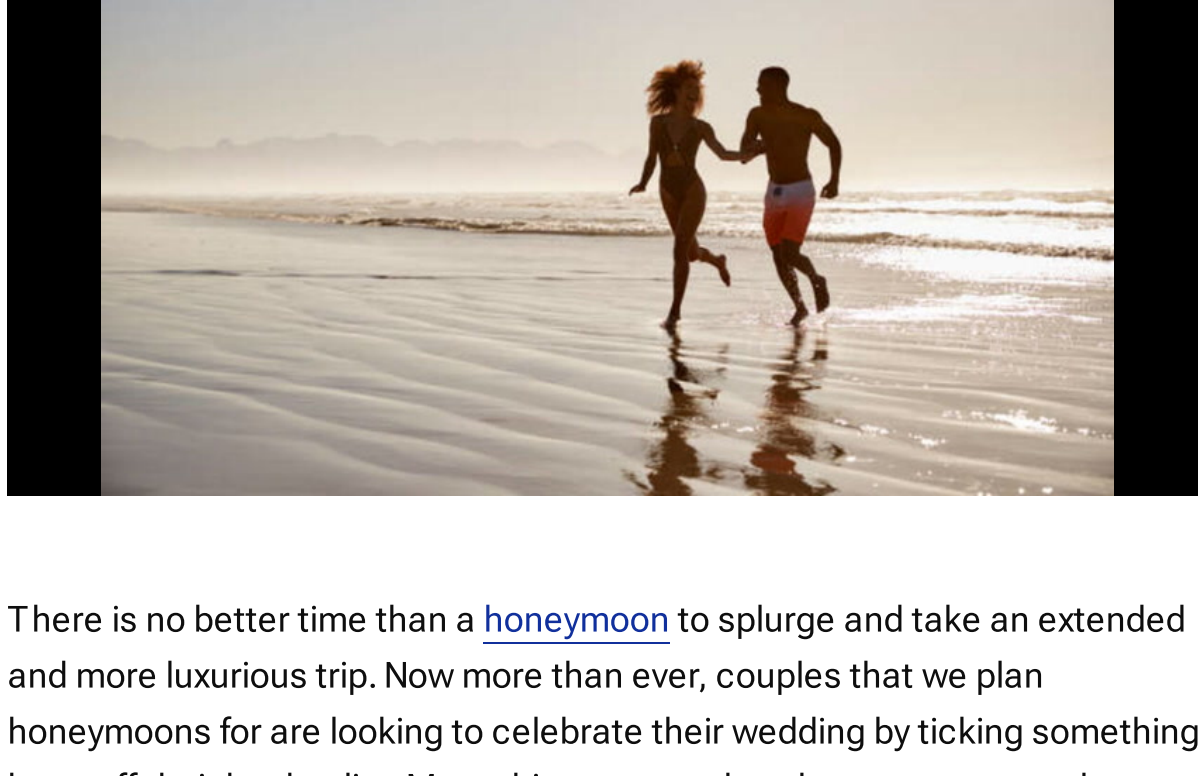 There is no better time than a honeymoon to splurge and take an extended
and more luxurious trip. Now more than ever, couples that we plan
honeymoons for are looking to celebrate their wedding by ticking something